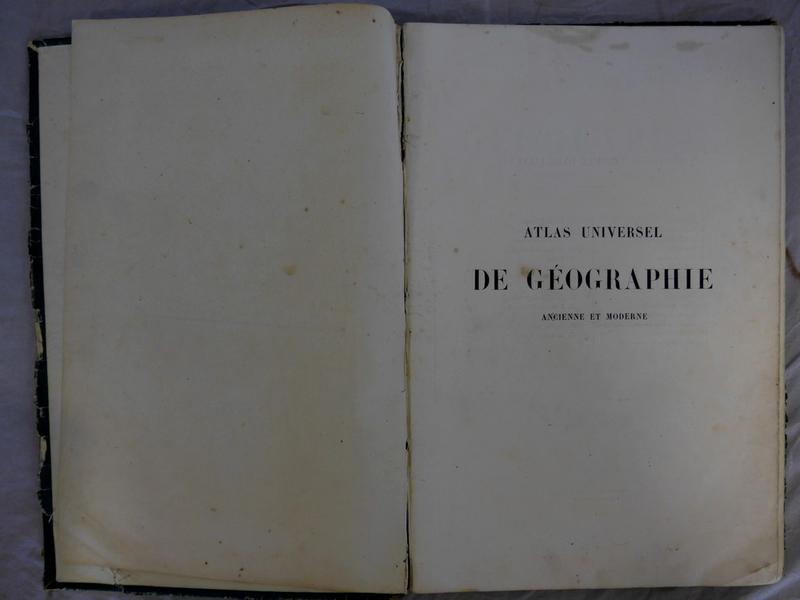 ATLAS UNIVERSEL
DE GÉOGRAPHIE
ANCIENNE ET MODERNE